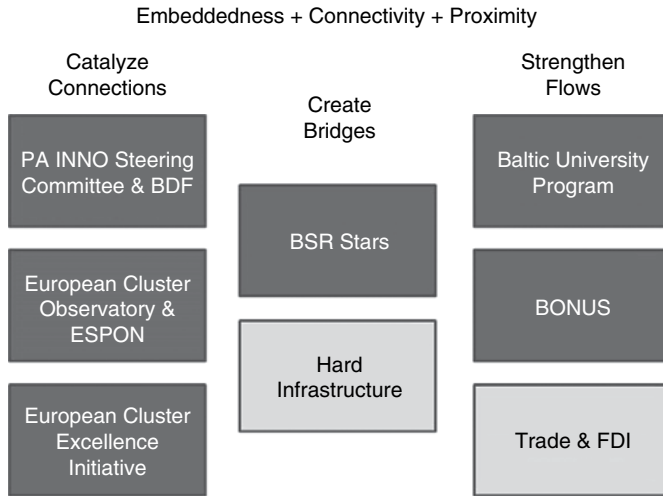 Embeddedness + Connectivity + Proximity
Catalyze
Connections
PA INNO Steering
Committee & BDF
European Cluster
Observatory &
ESPON
European Cluster
Excellence
Initiative
Create
Bridges
BSR Stars
Hard
Infrastructure
Strengthen
Flows
Baltic University
Program
BONUS
Trade & FDI